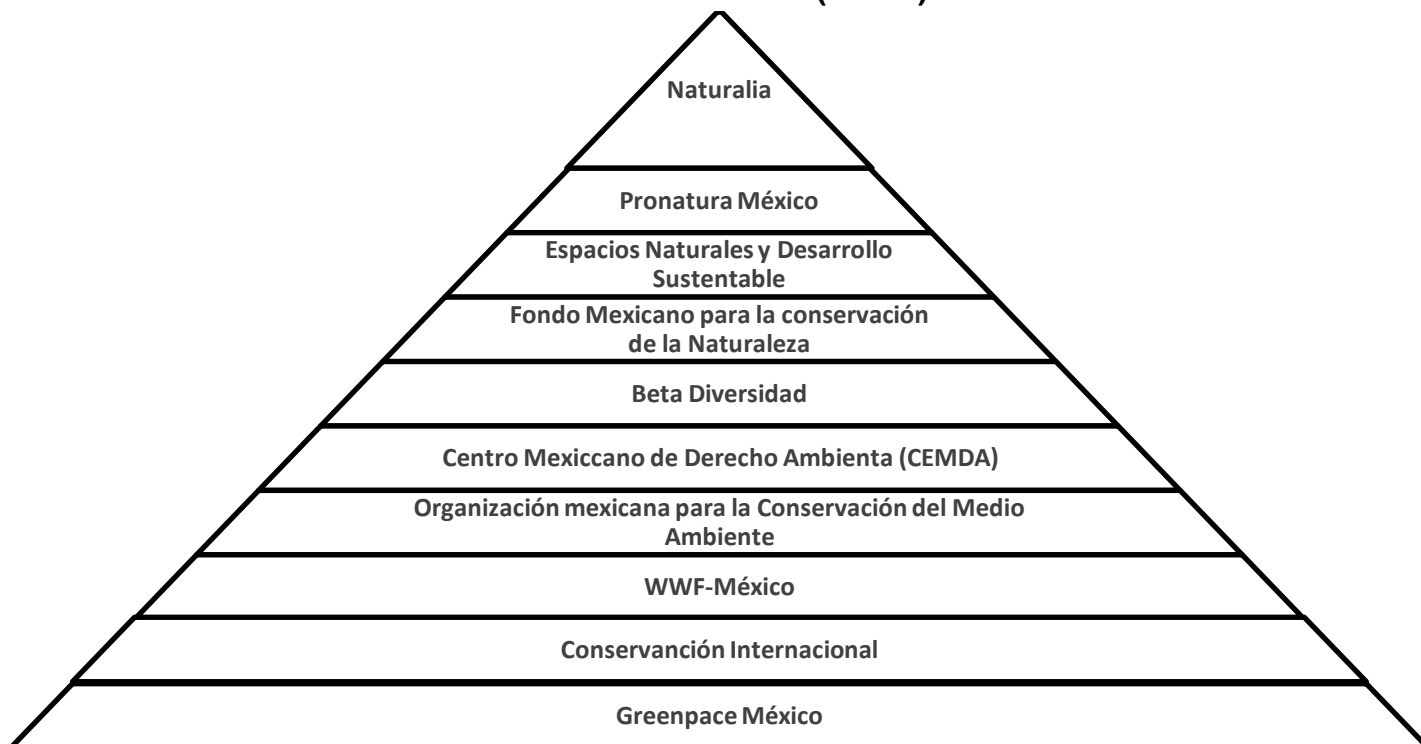 Naturalia
Pronatura México
Espacios Naturales y Desarrollo
Sustentable
Fondo Mexicano para la conservación
de la Naturaleza
Beta Diversidad
Centro Mexiccano de Derecho Ambienta (CEMDA)
Organización mexicana para la Conservación del Medio
Ambiente
WWF-México
Conservanción Internacional
Greenpace México